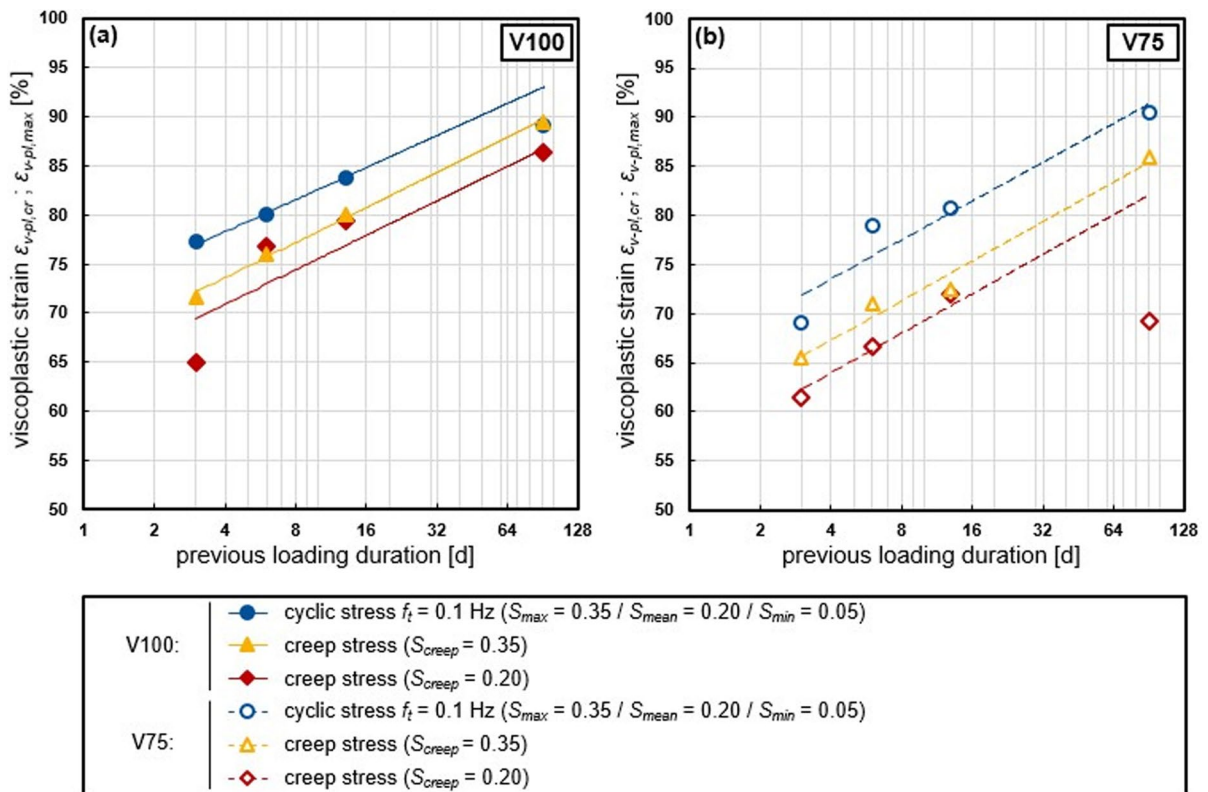 (a)
V100
viscoplastic strain εv-pl,cr ; εv-pl,max [%]
100
95
90
85
80
75
70
65
60
55
50
1 2 4 8 16 32 64 128
previous loading duration [d]
(b)
V75
viscoplastic strain εv-pl,cr ; εv-pl,max [%]
100
95
90
85
80
75
70
65
60
55
50
1 2 4 8 16 32 64 128
previous loading duration [d]
V100:
cyclic stress ft = 0.1 Hz (Smax = 0.35 / Smean = 0.20 / Smin = 0.05)
creep stress (Screep = 0.35)
creep stress (Screep = 0.20)
V75:
cyclic stress ft = 0.1 Hz (Smax = 0.35 / Smean = 0.20 / Smin = 0.05)
creep stress (Screep = 0.35)
creep stress (Screep = 0.20)